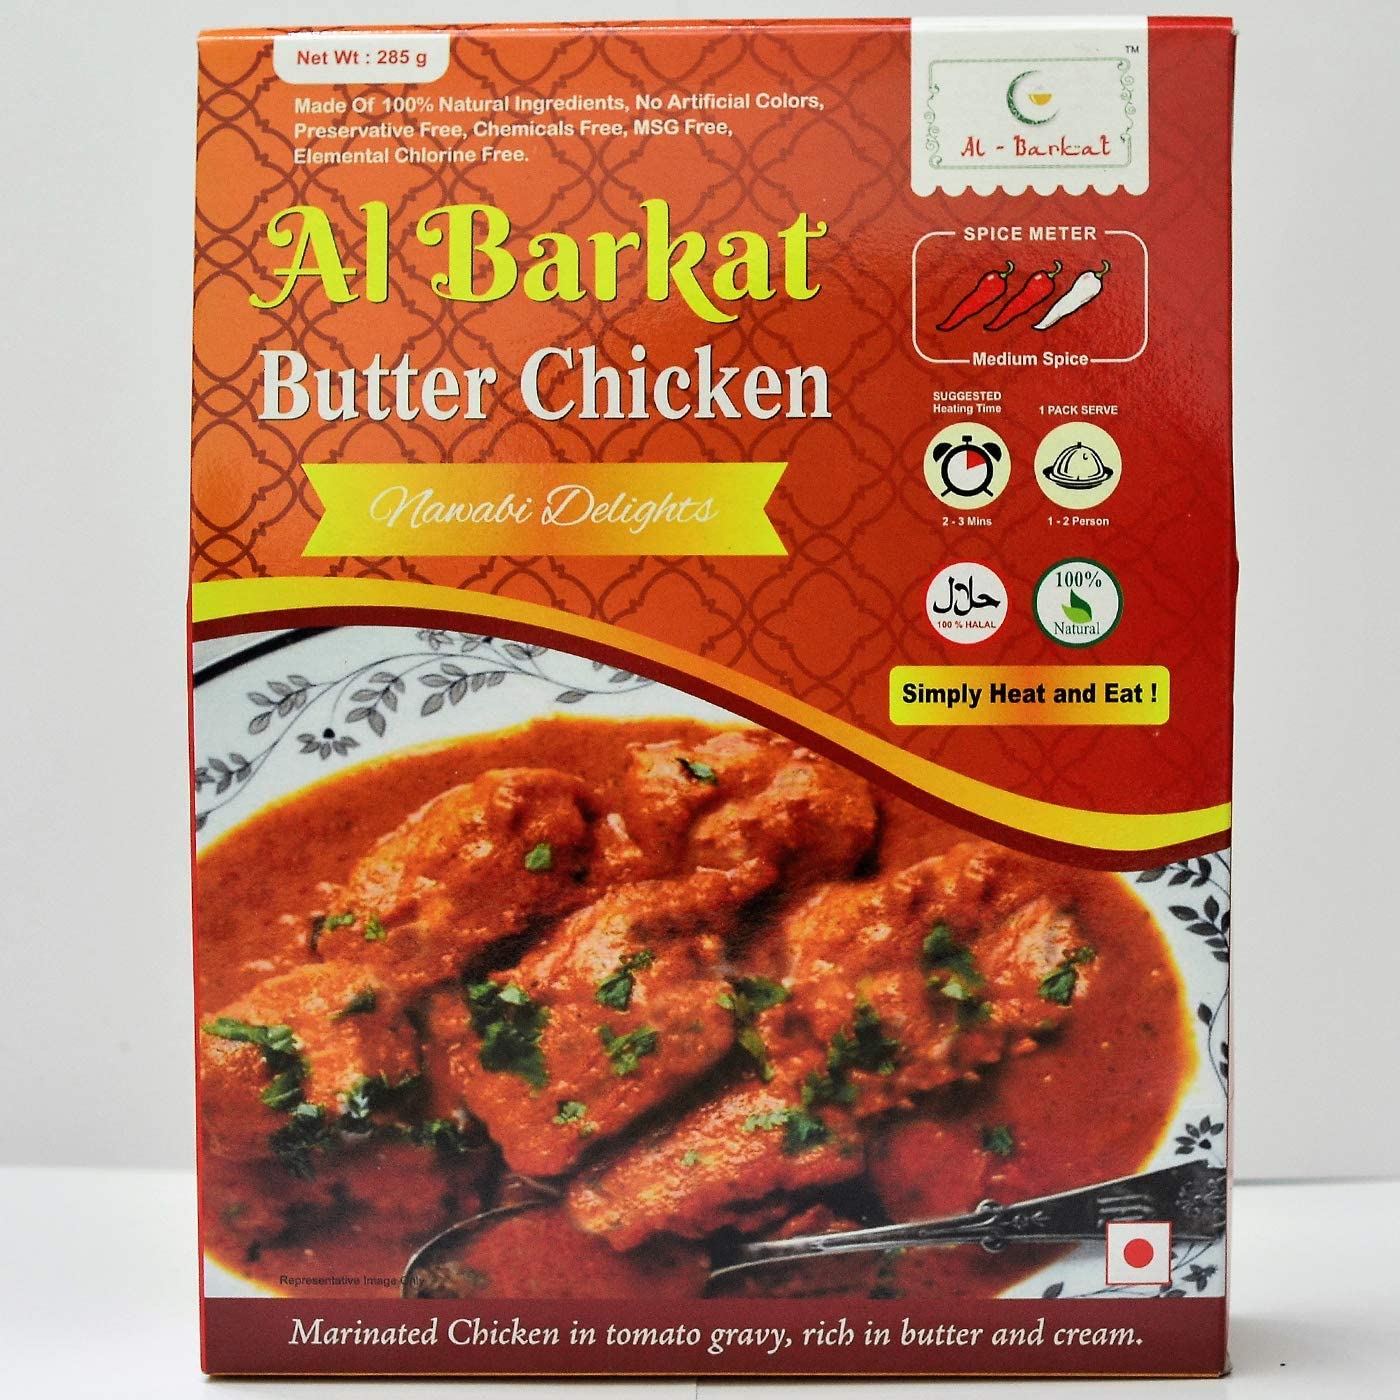 Net Wt : 285 g
Made Of 100% Natural Ingredients, No Artificial Colors,
Preservative Free, Chemicals Free, MSG Free,
Elemental Chlorine Free.
TM
Al - Barkat
Al Barkat
Butter Chicken
Nawabi Delights
SPICE METER
Medium Spice
SUGGESTED
Heating Time
2 - 3 Mins
1 PACK SERVE
1 - 2 Person
حلال
100 % HALAL
100%
Natural
Simply Heat and Eat !
Representative Image Only
Marinated Chicken in tomato gravy, rich in butter and cream.